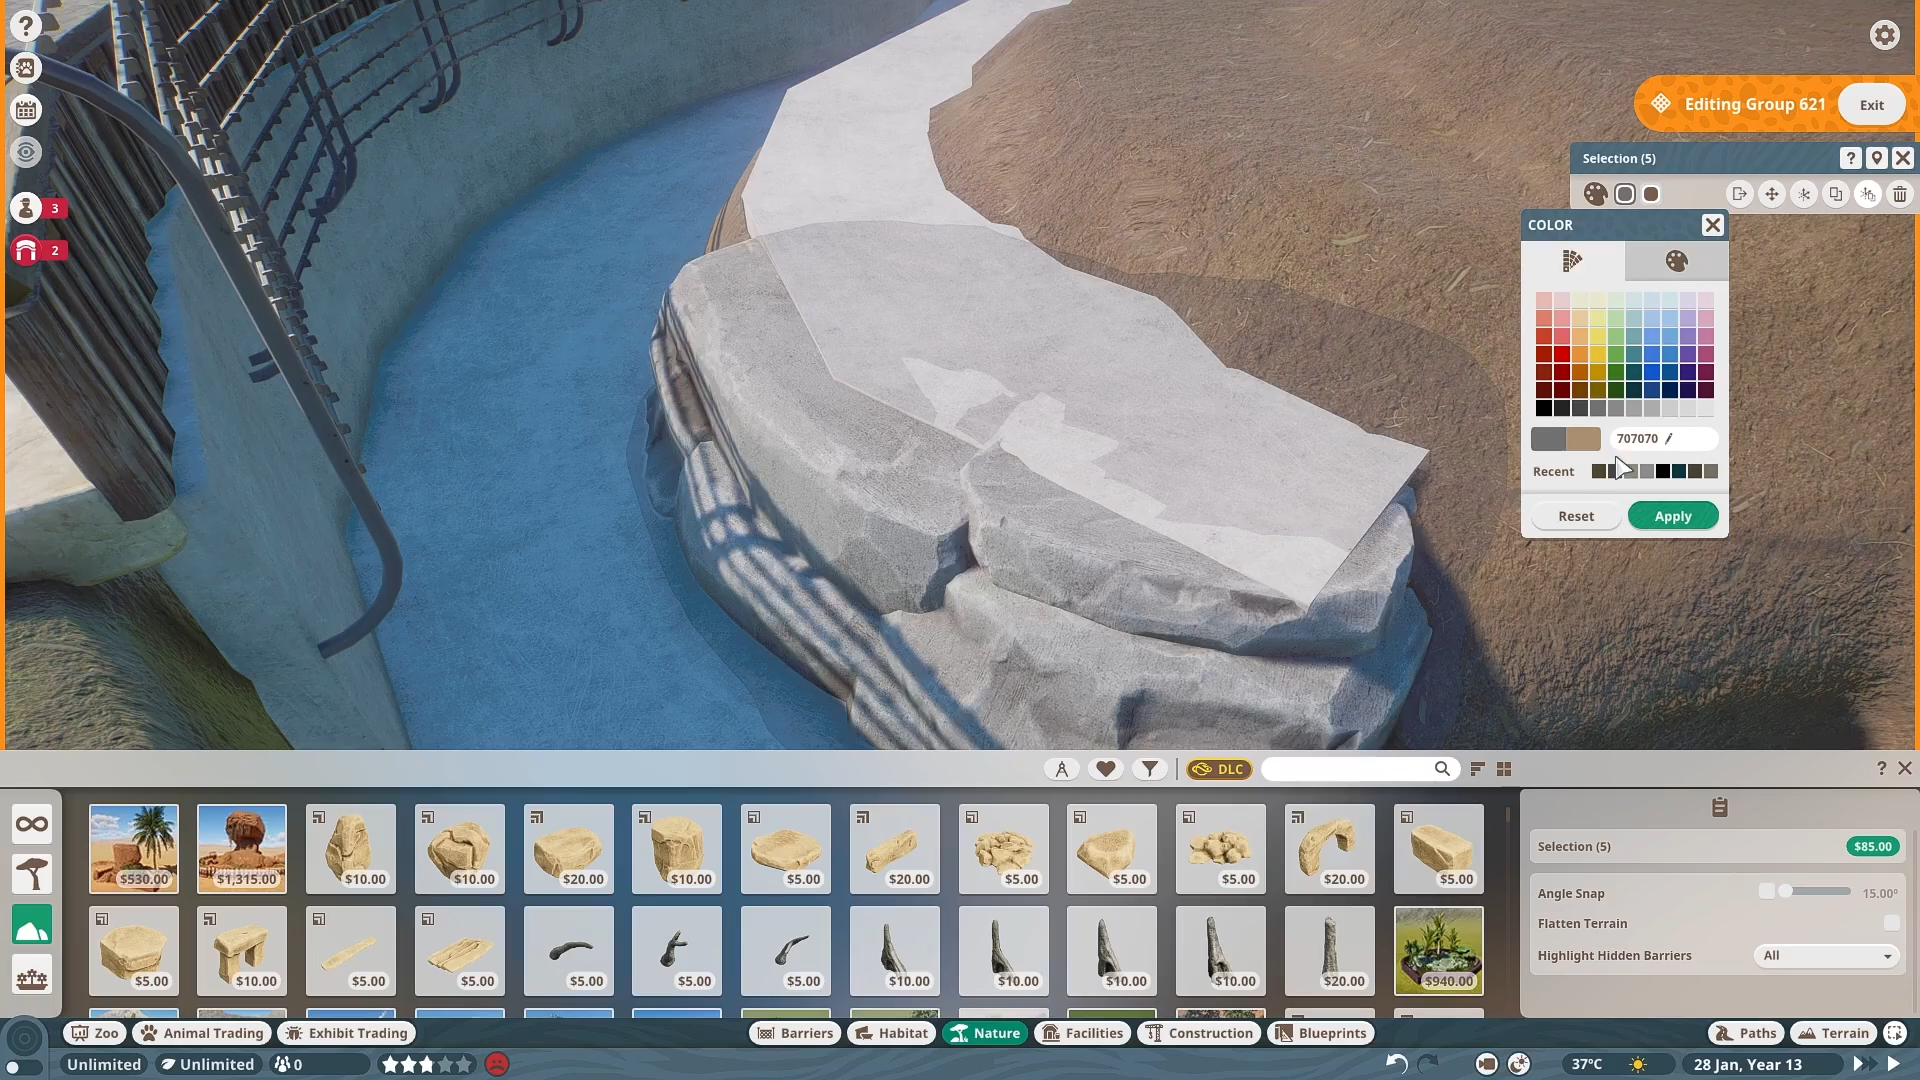 ?
Editing Group 621
Exit
Selection (5)
?
3
COLOR
2
707070
Recent
Reset
Apply
DLC
?
$530.00
$1,315.00
$10.00
$10.00
$20.00
$10.00
$5.00
$20.00
$5.00
$5.00
$5.00
$20.00
$5.00
Selection (5)
$85.00
Angle Snap
15.00°
Flatten Terrain
Highlight Hidden Barriers
All
$5.00
$10.00
$5.00
$5.00
$5.00
$5.00
$5.00
$10.00
$10.00
$10.00
$10.00
$20.00
$940.00
Zoo
Animal Trading
Exhibit Trading
Barriers
Habitat
Nature
Facilities
Construction
Blueprints
Paths
Terrain
Unlimited
Unlimited
0
37°C
28 Jan, Year 13